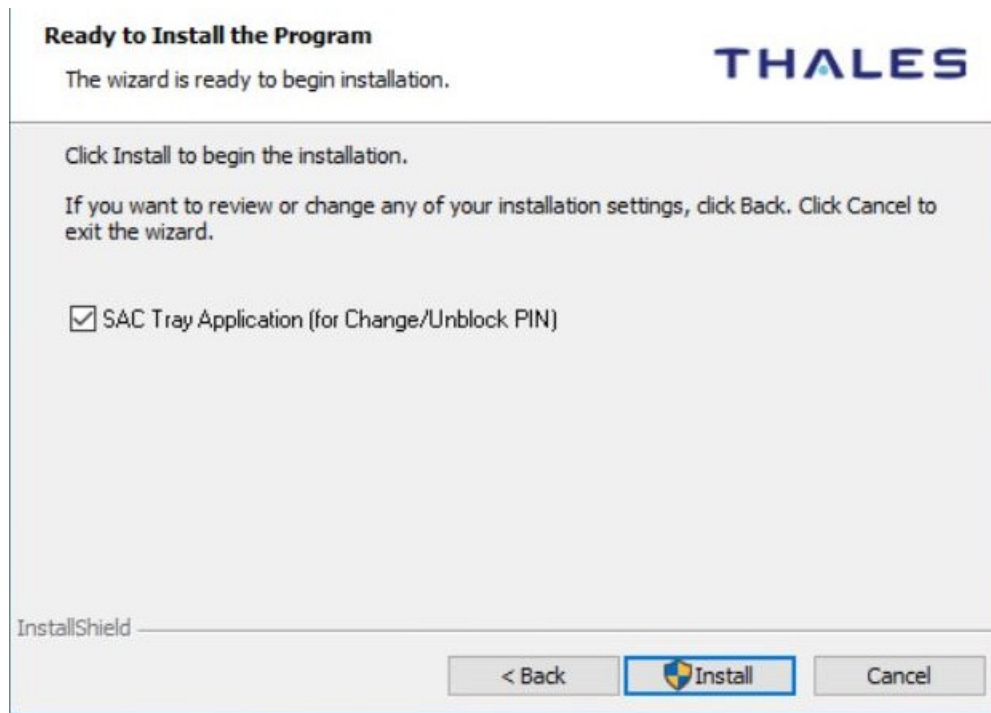 Ready to Install the Program
THALES
The wizard is ready to begin installation.
Click Install to begin the installation.
If you want to review or change any of your installation settings, click Back. Click Cancel to
exit the wizard.
SAC Tray Application (for Change/Unblock PIN)
InstallShield
< Back
Install
Cancel